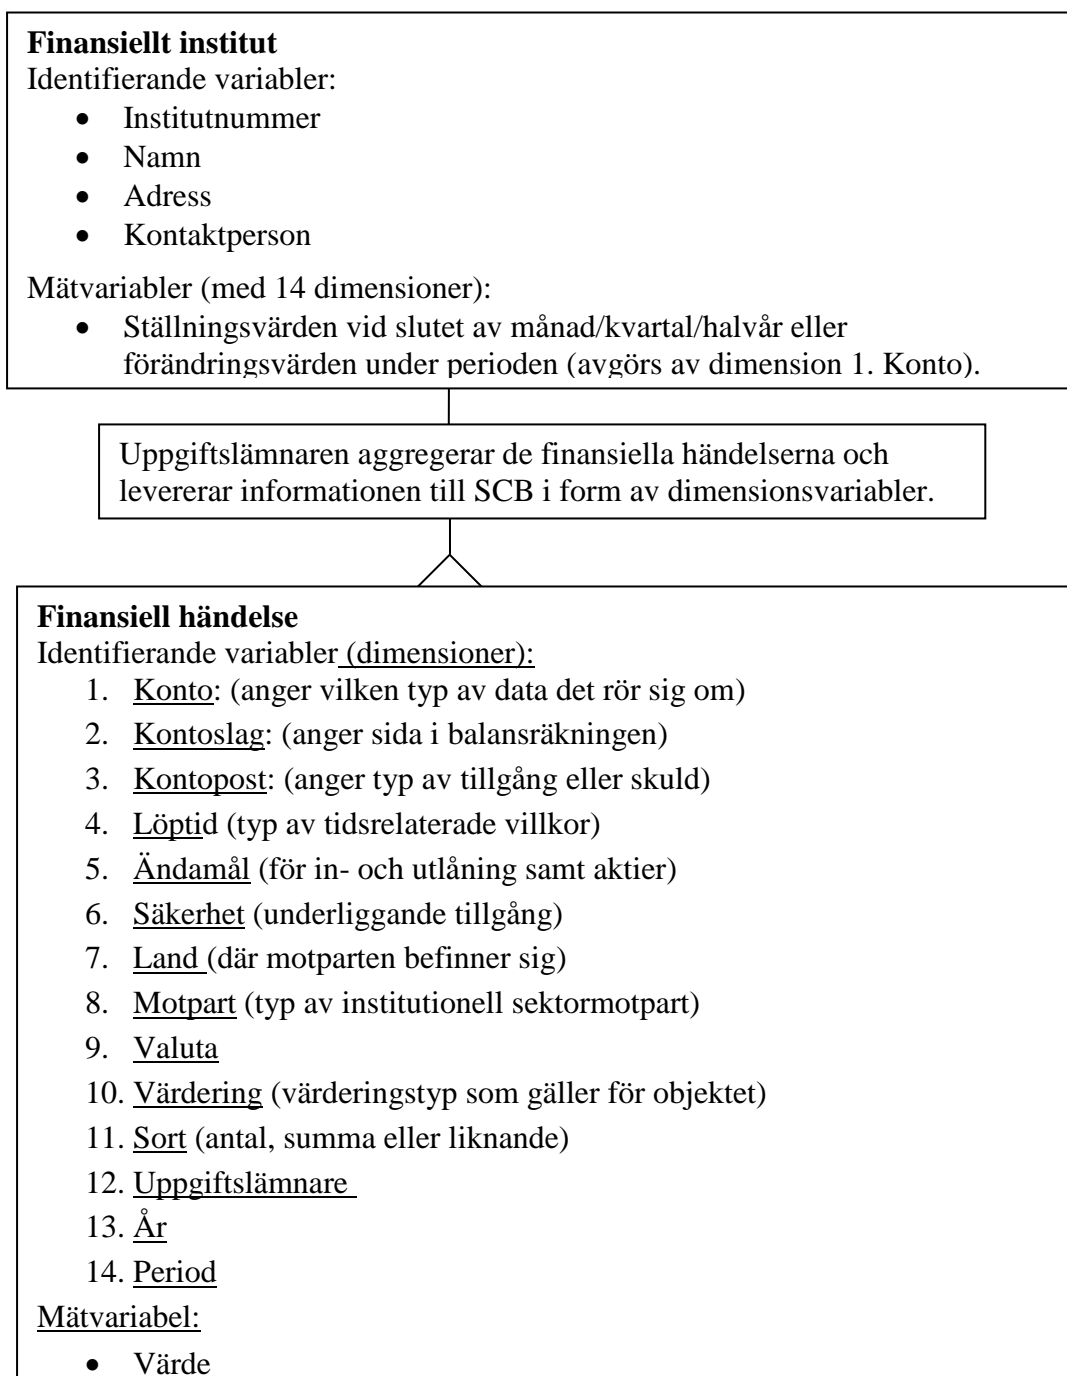 Finansiellt institut
Identifierande variabler:
• Institutnummer
• Namn
• Adress
• Kontaktperson
Mätvariabler (med 14 dimensioner):
• Ställningsvärden vid slutet av månad/kvartal/halvår eller
förändringsvärden under perioden (avgörs av dimension 1. Konto).
Uppgiftslämnaren aggregerar de finansiella händelserna och
levererar informationen till SCB i form av dimensionsvariabler.
Finansiell händelse
Identifierande variabler (dimensioner):
1. Konto: (anger vilken typ av data det rör sig om)
2. Kontoslag: (anger sida i balansräkningen)
3. Kontopost: (anger typ av tillgång eller skuld)
4. Löptid (typ av tidsrelaterade villkor)
5. Ändamål (för in- och utlåning samt aktier)
6. Säkerhet (underliggande tillgång)
7. Land (där motparten befinner sig)
8. Motpart (typ av institutionell sektormotpart)
9. Valuta
10. Värdering (värderingstyp som gäller för objektet)
11. Sort (antal, summa eller liknande)
12. Uppgiftslämnare
13. År
14. Period
Mätvariabel:
• Värde